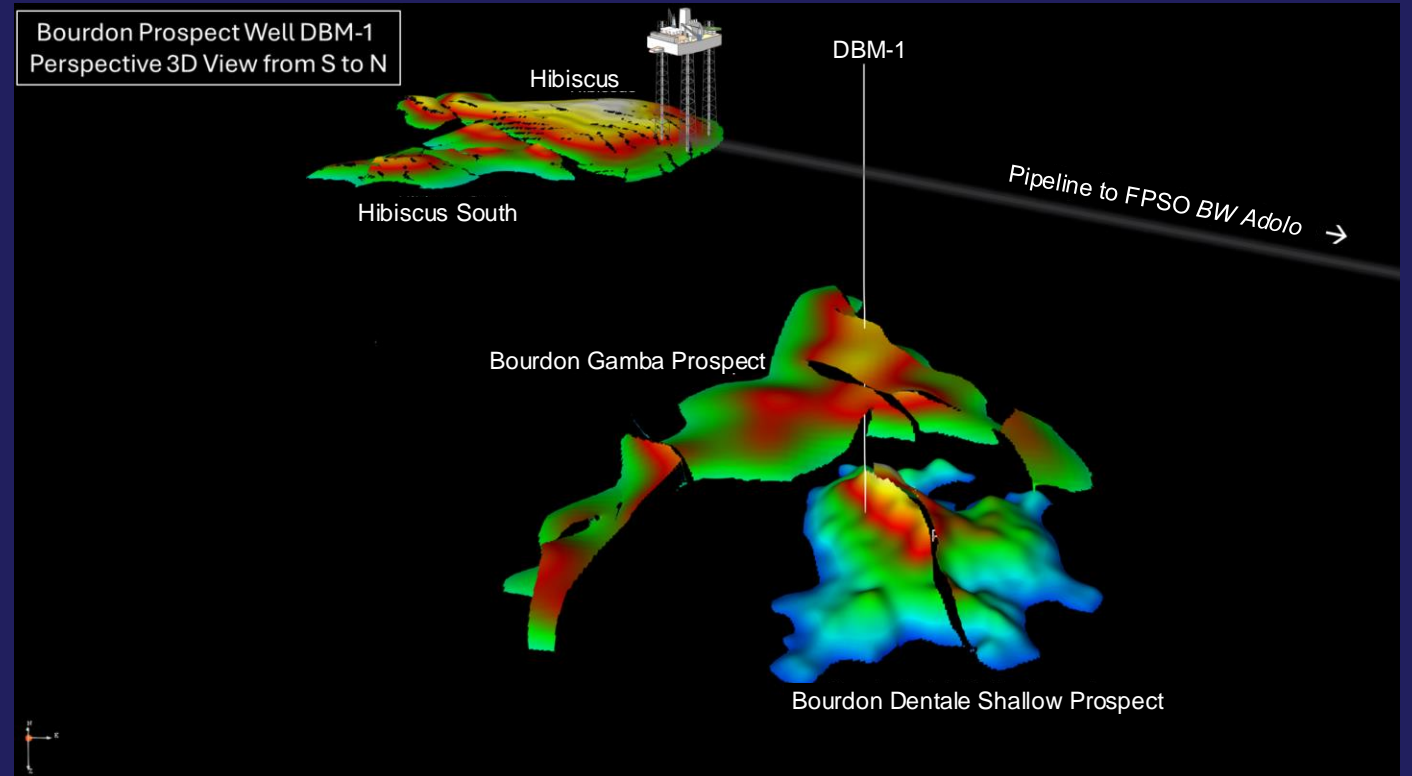 Bourdon Prospect Well DBM-1
Perspective 3D View from S to N
Hibiscus
DBM-1
Pipeline to FPSO BW Adolo →
Hibiscus South
Bourdon Gamba Prospect
Bourdon Dentale Shallow Prospect